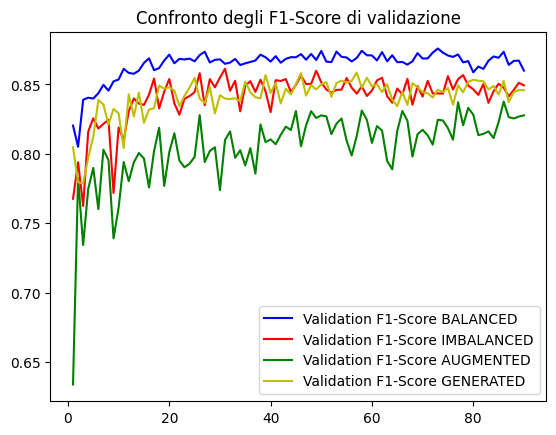 Confronto degli F1-Score di validazione
0.85
0.80
0.75
0.70
0.65
Validation F1-Score BALANCED
Validation F1-Score IMBALANCED
Validation F1-Score AUGMENTED
Validation F1-Score GENERATED
0
20
40
60
80